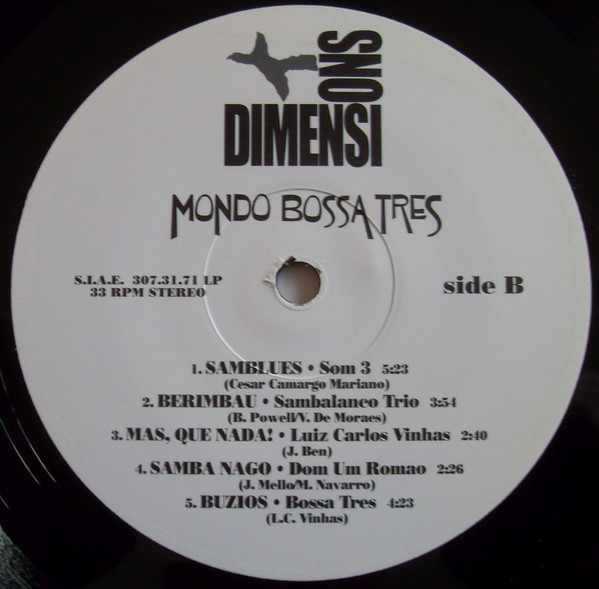 DIMENSIONS
MONDO BOSSA TRES
S.I.A.E. 307.31.71 LP
33 RPM STEREO
side B
1. SAMBLUES • Som 3 5:23
(Cesar Camargo Mariano)
2. BERIMBAU • Sambalanco Trio 3:54
(B. Powell/V. De Moraes)
3. MAS, QUE NADA! • Luiz Carlos Vinhas 2:40
(J. Ben)
4. SAMBA NAGO • Dom Um Romao 2:26
(J. Mello/M. Navarro)
5. BUZIOS • Bossa Tres 4:23
(L.C. Vinhas)